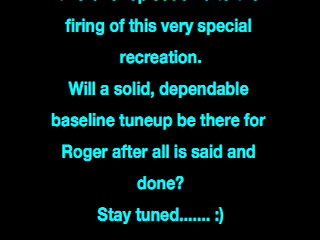 firing of this very special
recreation.
Will a solid, dependable
baseline tuneup be there for
Roger after all is said and
done?
Stay tuned....... :)